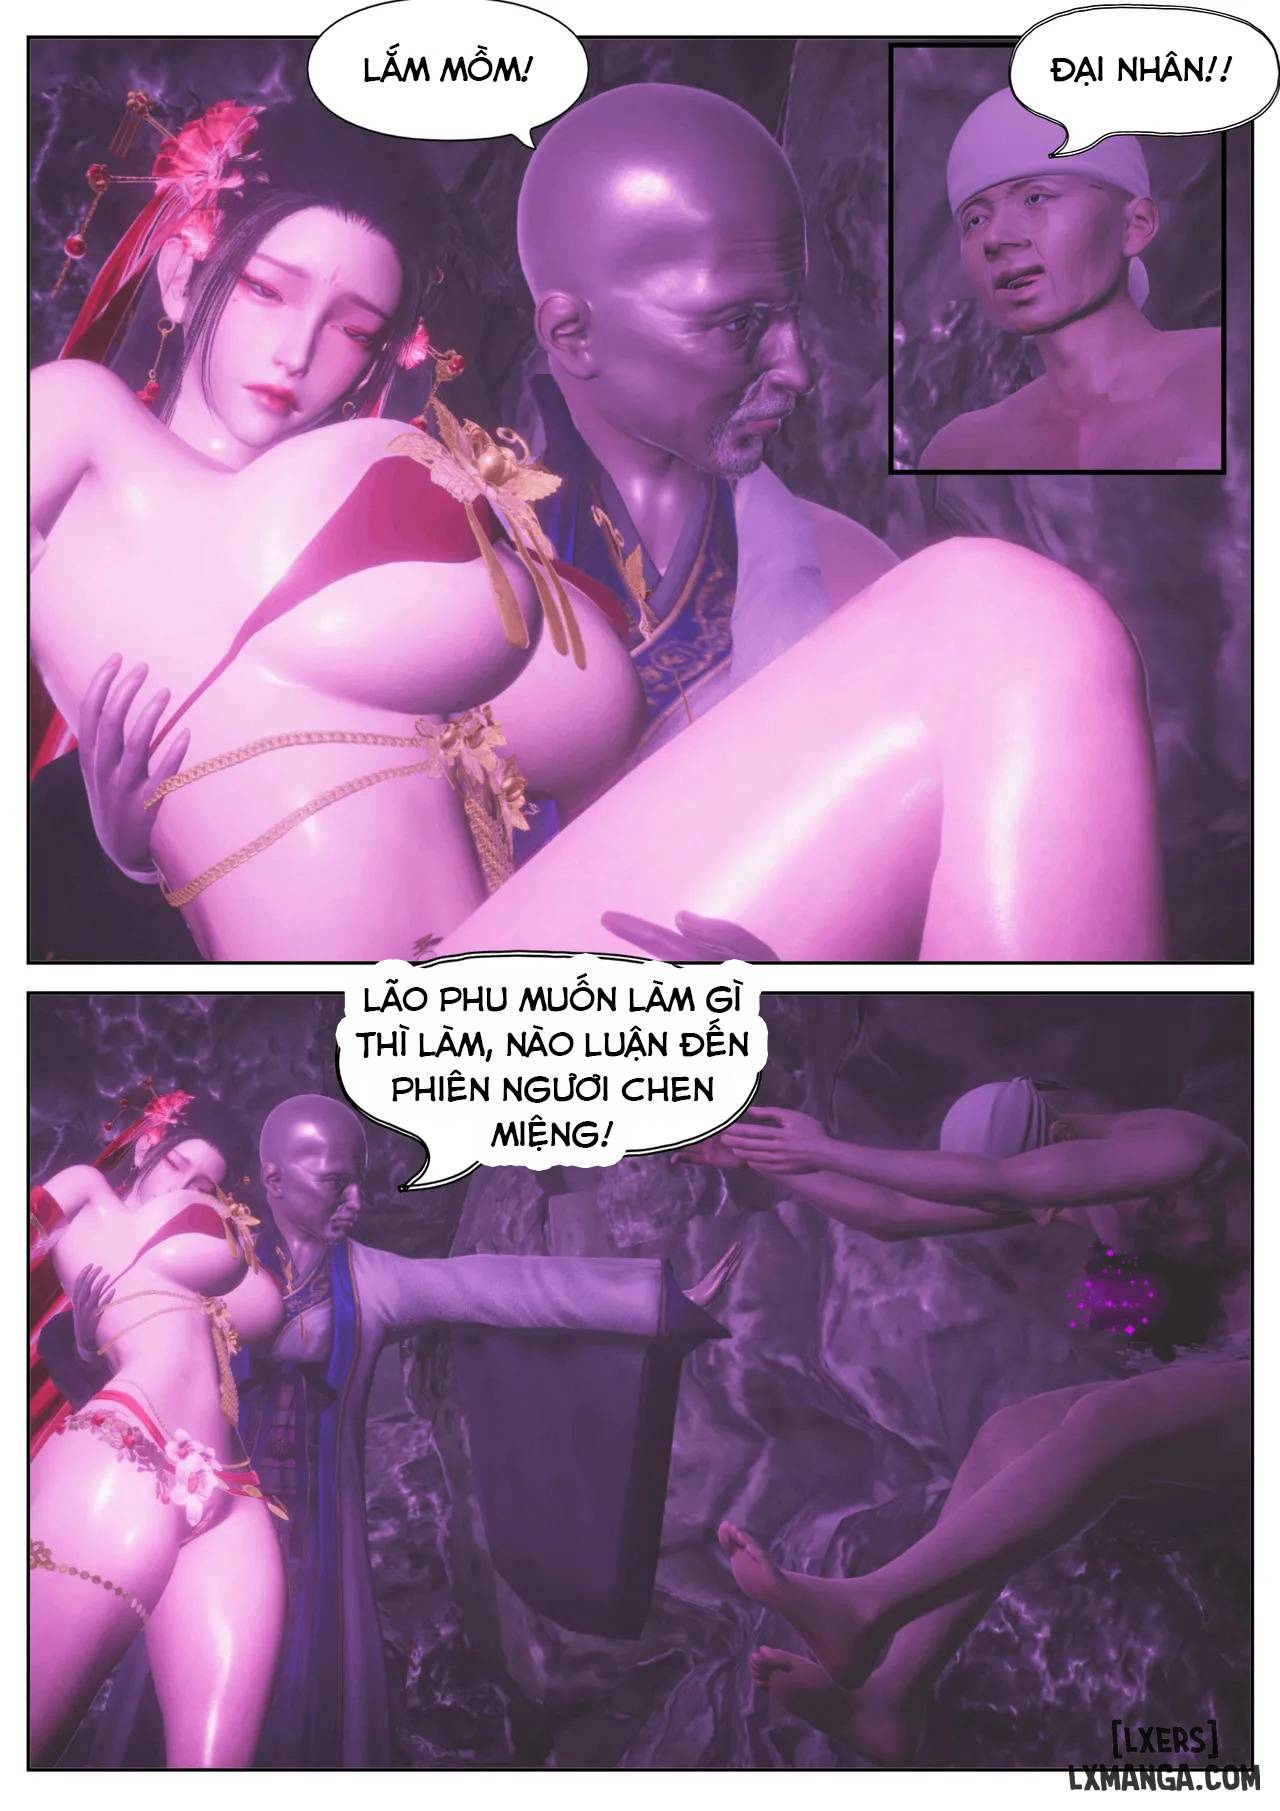 LẮM MỒM!
ĐẠI NHÂN!!
LÃO PHU MUỐN LÀM GÌ
THÌ LÀM, NÀO LUẬN ĐẾN
PHIÊN NGƯƠI CHEN
MIỆNG!
[LXERS]
LXMANGA.COM